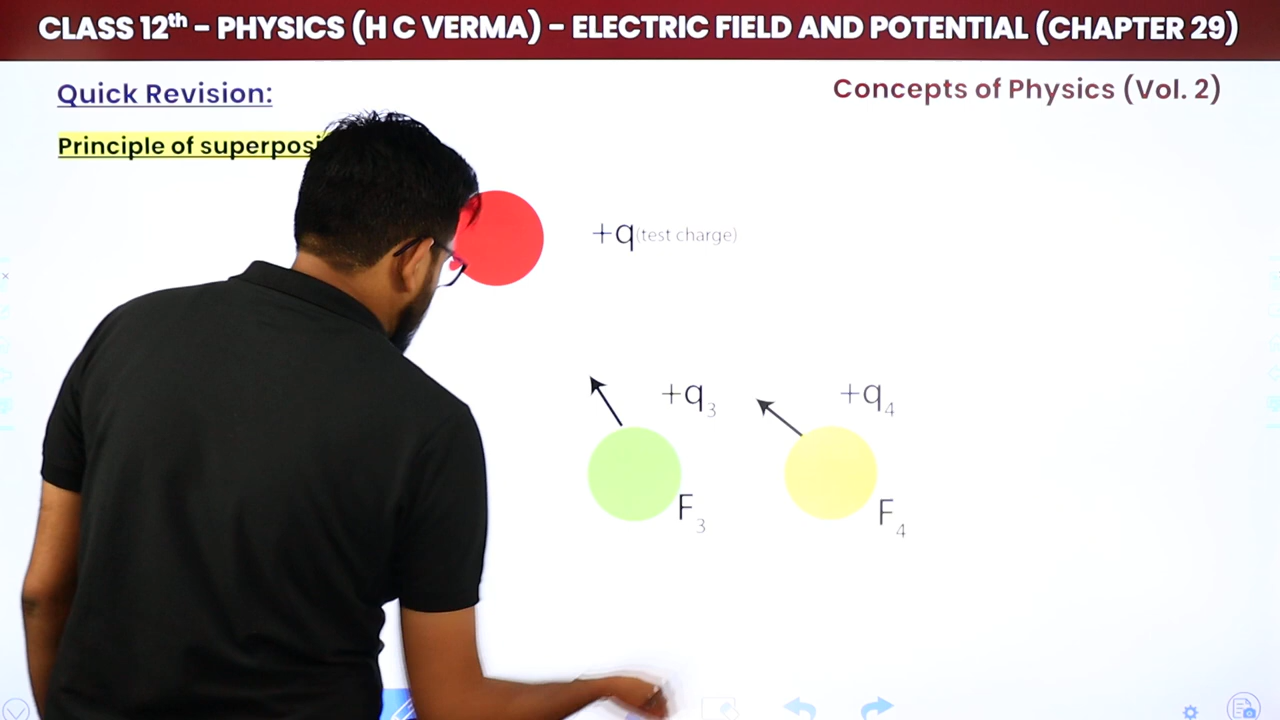 CLASS 12th – PHYSICS (H C VERMA) – ELECTRIC FIELD AND POTENTIAL (CHAPTER 29)
Quick Revision:
Concepts of Physics (Vol. 2)
Principle of
+q(test charge)
+q3
+q4
F3
F4